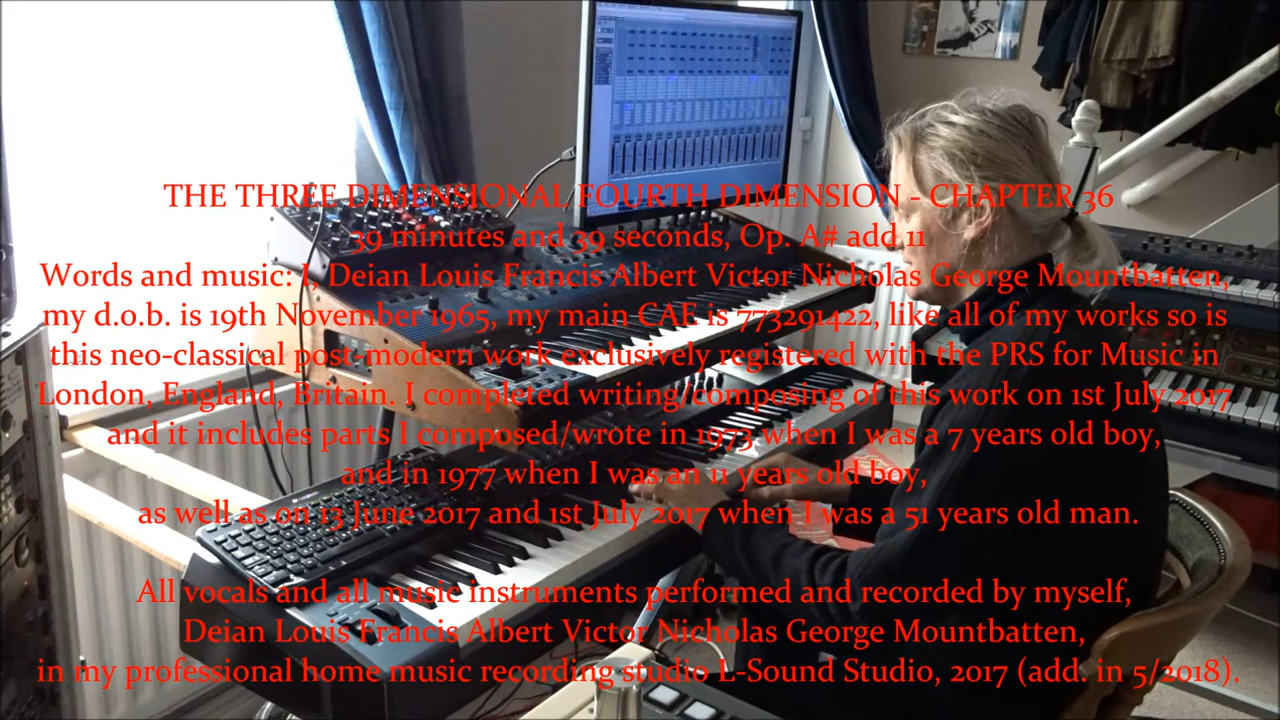 THE THREE DIMENSIONAL FOURTH DIMENSION - CHAPTER 36
39 minutes and 39 seconds, Op. A# add 11
Words and music: I, Deian Louis Francis Albert Victor Nicholas George Mountbatten,
my d.o.b. is 19th November 1965, my main CAE is 773291422, like all of my works so is
this neo-classical post-modern work exclusively registered with the PRS for Music in
London, England, Britain. I completed writing/composing of this work on 1st July 2017
and it includes parts I composed/wrote in 1973 when I was a 7 years old boy,
and in 1977 when I was an 11 years old boy,
as well as on 13 June 2017 and 1st July 2017 when I was a 51 years old man.
All vocals and all music instruments performed and recorded by myself,
Deian Louis Francis Albert Victor Nicholas George Mountbatten,
in my professional home music recording studio L-Sound Studio, 2017 (add. in 5/2018).